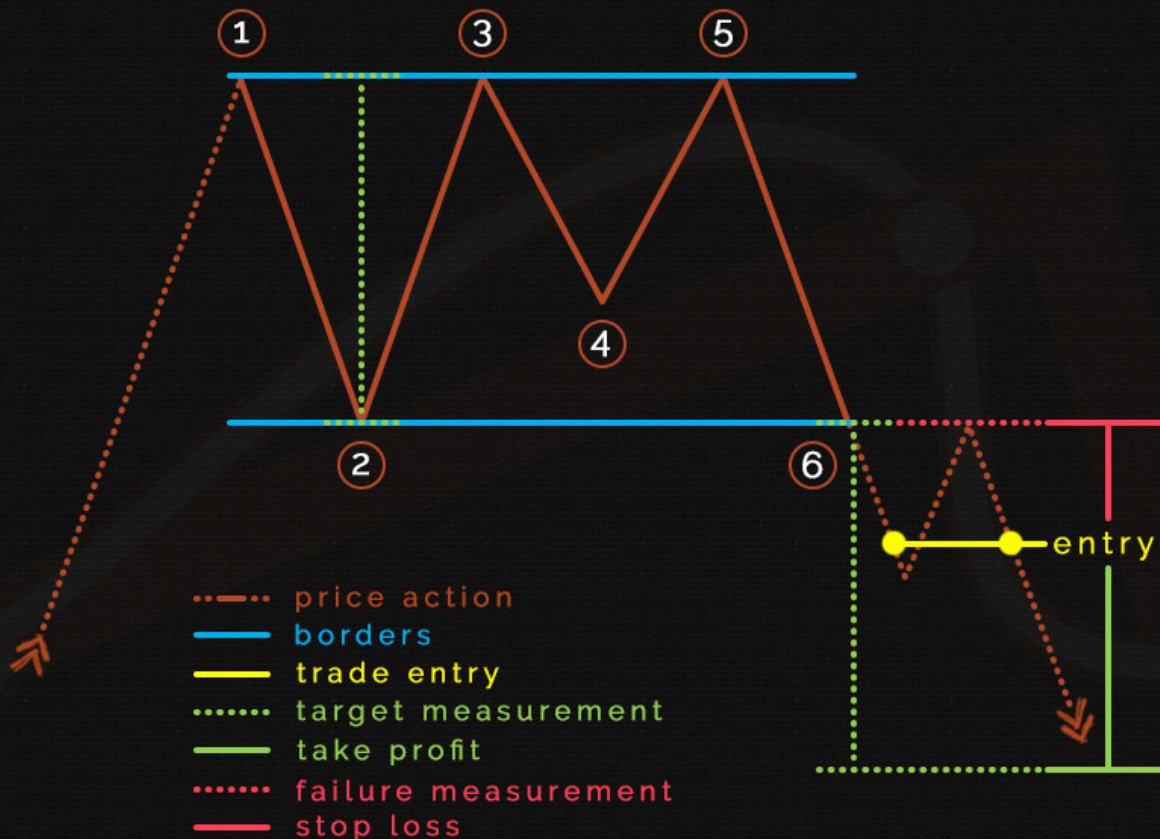 1
3
5
4
2
6
entry
price action
borders
trade entry
target measurement
take profit
failure measurement
stop loss